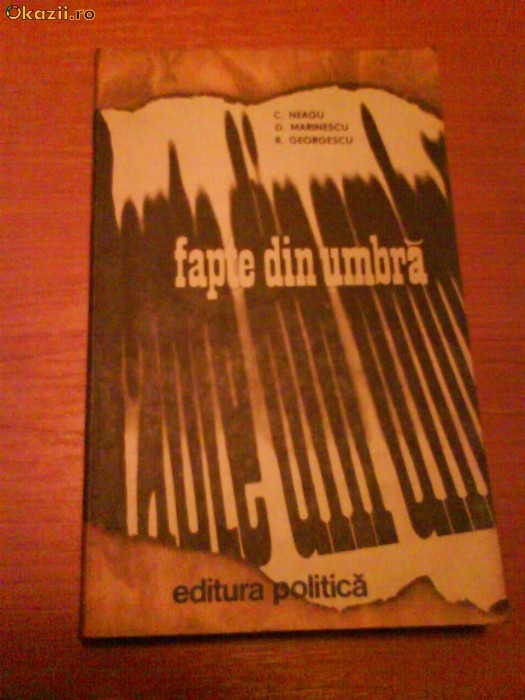 Okazii.ro
C. NEAGU
D. MARINESCU
R. GEORGESCU
fapte din umbră
editura politică